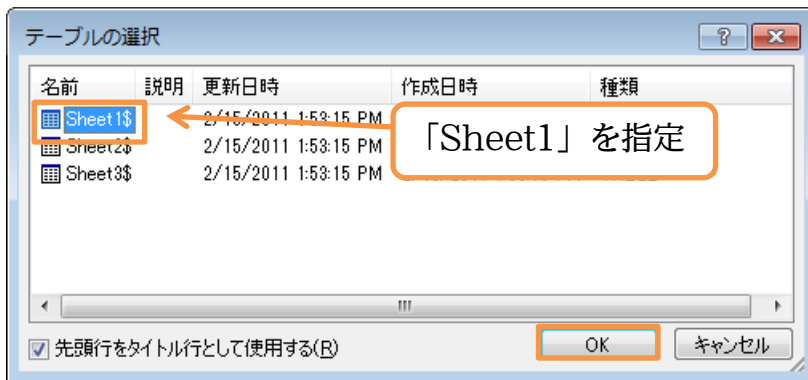 テーブルの選択
名前 説明 更新日時 作成日時 種類
Sheet1$ 2/15/2011 1:53:15 PM
「Sheet1」を指定
Sheet2$ 2/15/2011 1:53:15 PM
Sheet3$ 2/15/2011 1:53:15 PM
先頭行をタイトル行として使用する(R) OK キャンセル